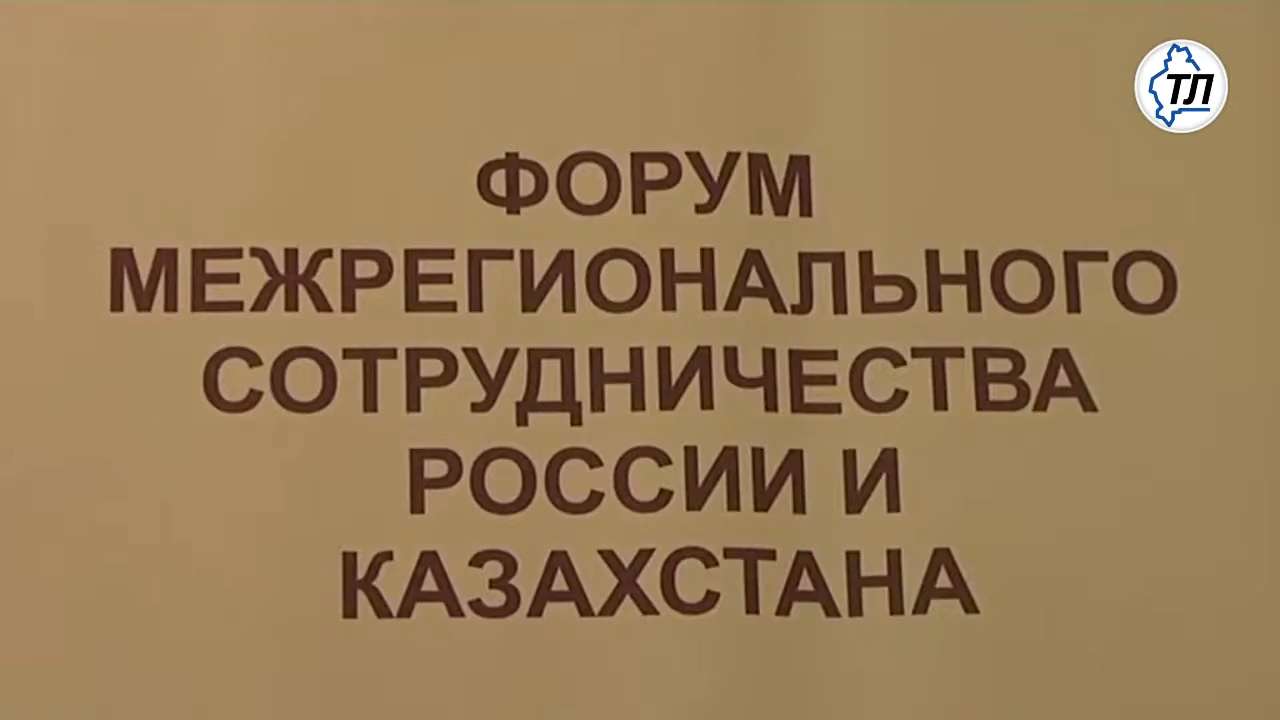 ТЛ
ФОРУМ
МЕЖРЕГИОНАЛЬНОГО
СОТРУДНИЧЕСТВА
РОССИИ И
КАЗАХСТАНА